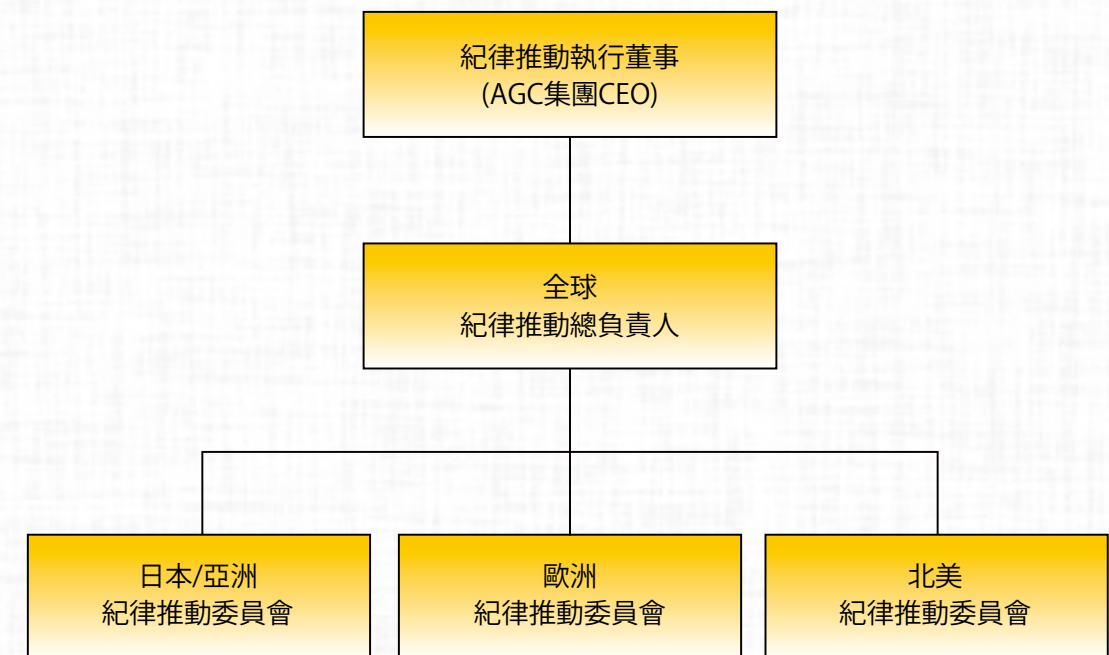 紀律推動執行董事
(AGC集團CEO)
全球
紀律推動總負責人
日本/亞洲
紀律推動委員會
歐洲
紀律推動委員會
北美
紀律推動委員會